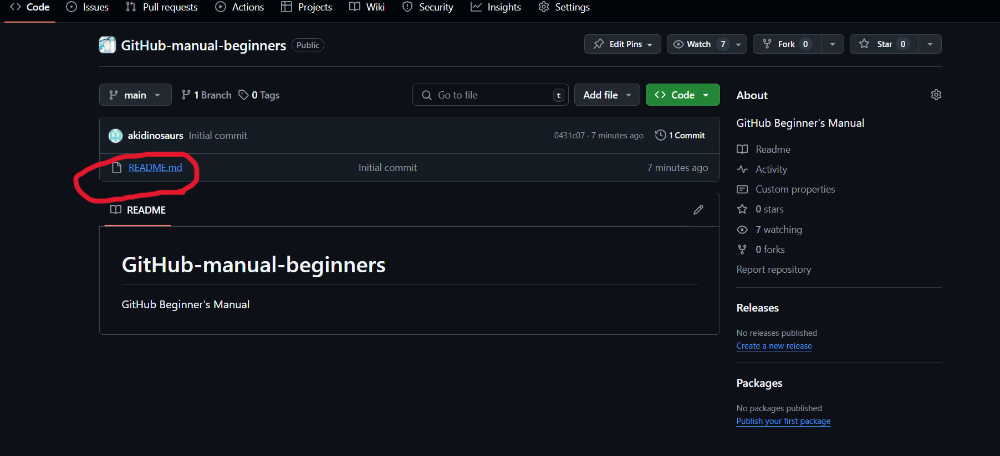 Code Issues Pull requests Actions Projects Wiki Security Insights Settings
GitHub-manual-beginners Public Edit Pins Watch 7 Fork 0 Star 0
main 1 Branch 0 Tags Go to file t Add file Code
akidinosaurs Initial commit 0431c07 · 7 minutes ago 1 Commit
README.md Initial commit 7 minutes ago
README
GitHub-manual-beginners
GitHub Beginner's Manual
About
GitHub Beginner's Manual
Readme
Activity
Custom properties
0 stars
7 watching
0 forks
Report repository
Releases
No releases published
Create a new release
Packages
No packages published
Publish your first package